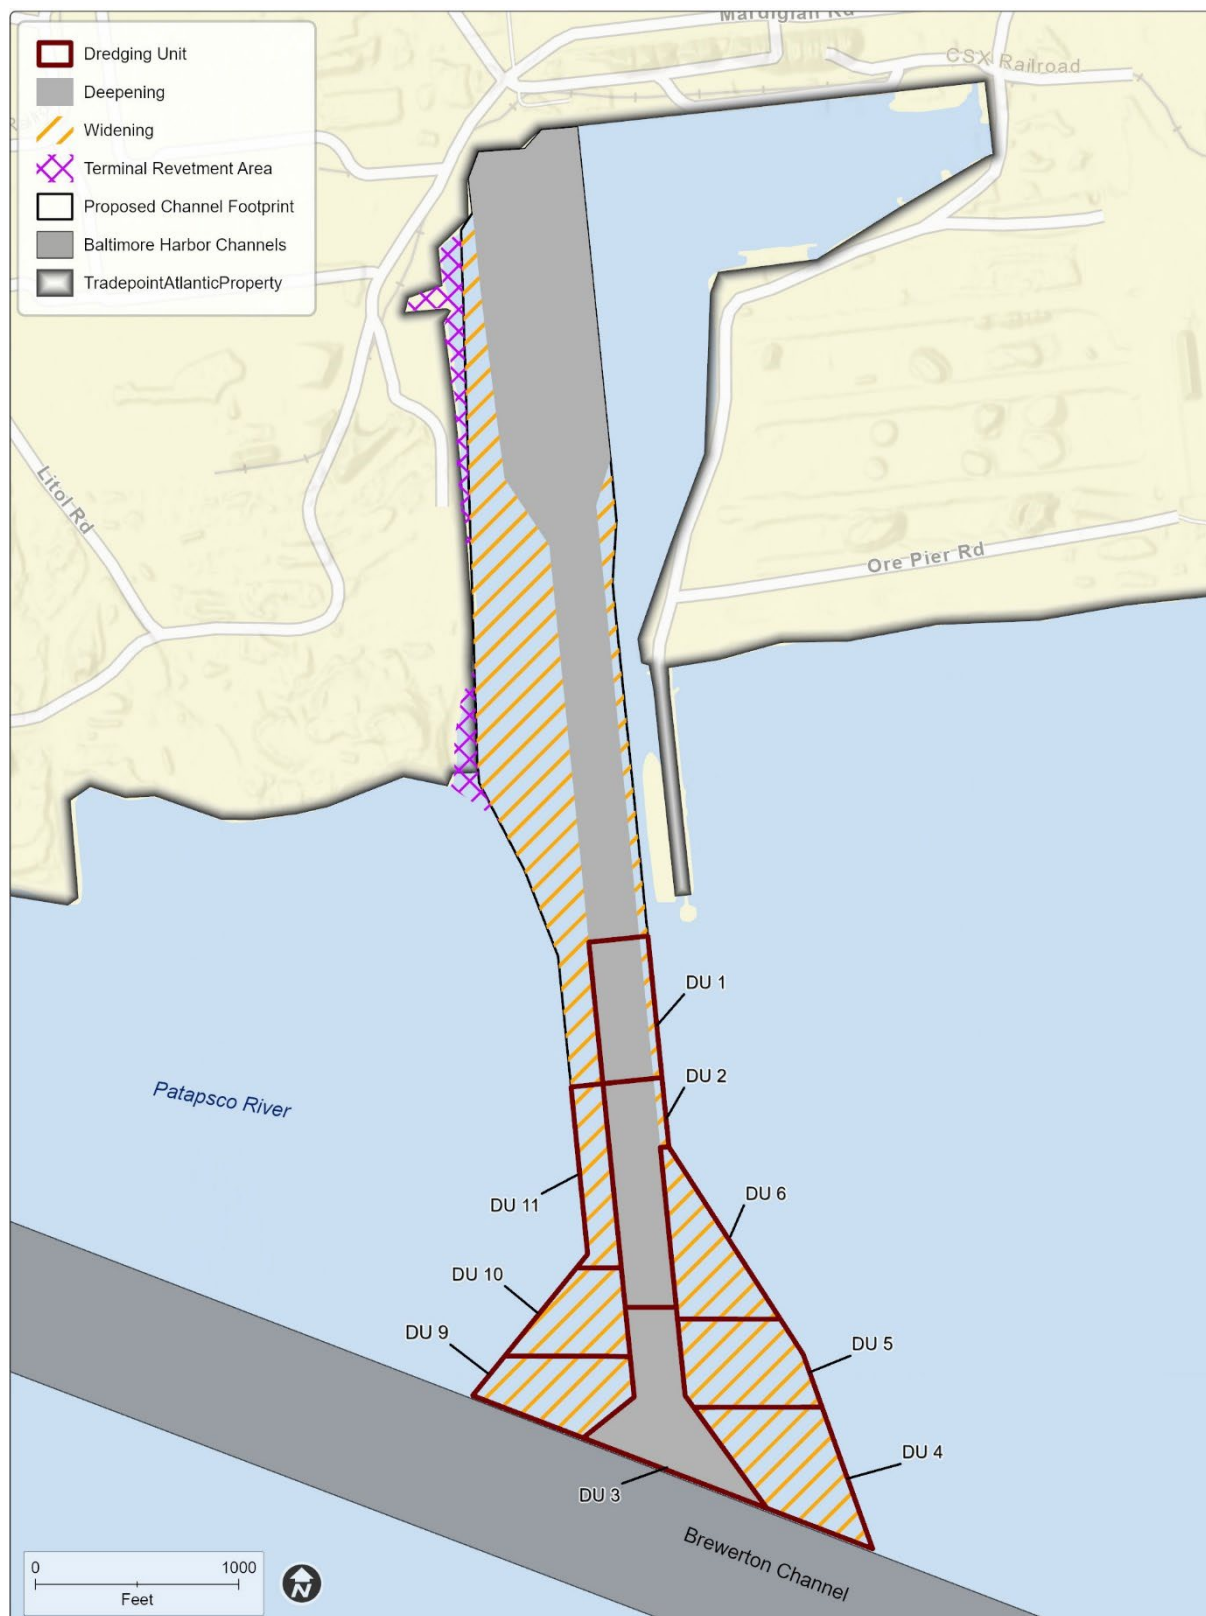 Mardigian Rd
CSX Railroad
Dredging Unit
Deepening
Widening
Terminal Revetment Area
Proposed Channel Footprint
Baltimore Harbor Channels
TradepointAtlanticProperty
Litol Rd
Ore Pier Rd
DU 1
DU 2
Patapsco River
DU 6
DU 11
DU 10
DU 9
DU 5
DU 4
DU 3
Brewerton Channel
0 1000
Feet
N